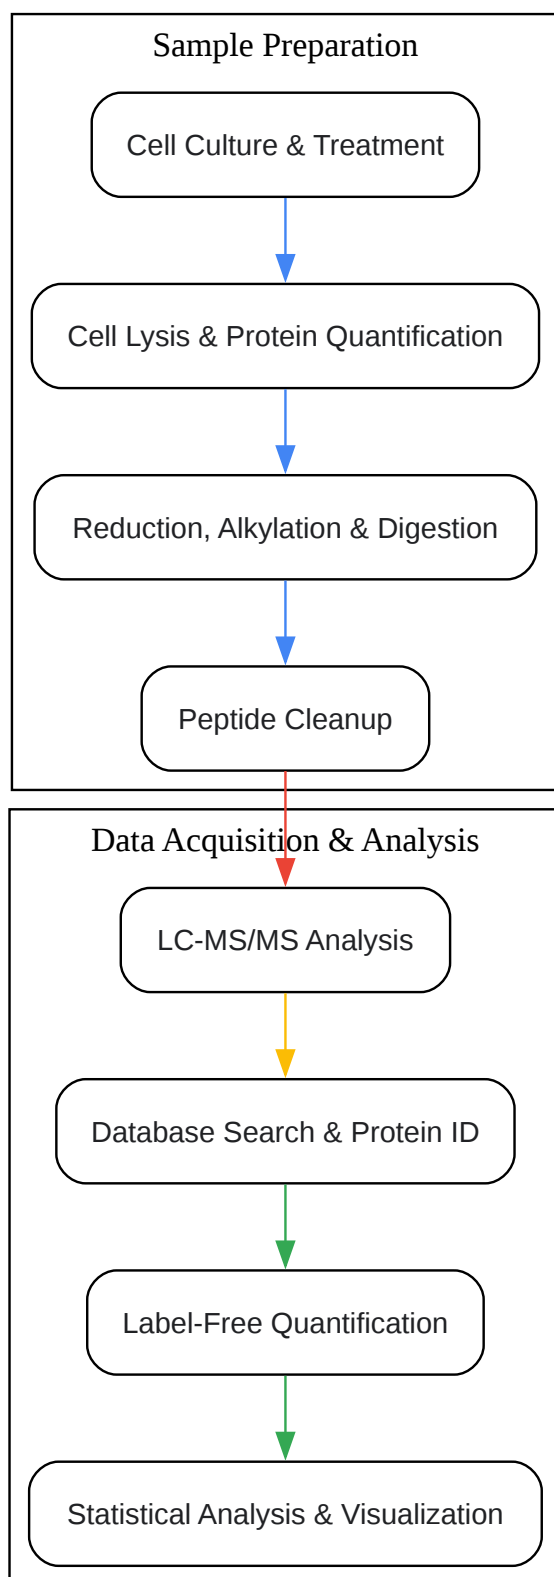 Sample Preparation
Cell Culture & Treatment
Cell Lysis & Protein Quantification
Reduction, Alkylation & Digestion
Peptide Cleanup
Data Acquisition & Analysis
LC-MS/MS Analysis
Database Search & Protein ID
Label-Free Quantification
Statistical Analysis & Visualization